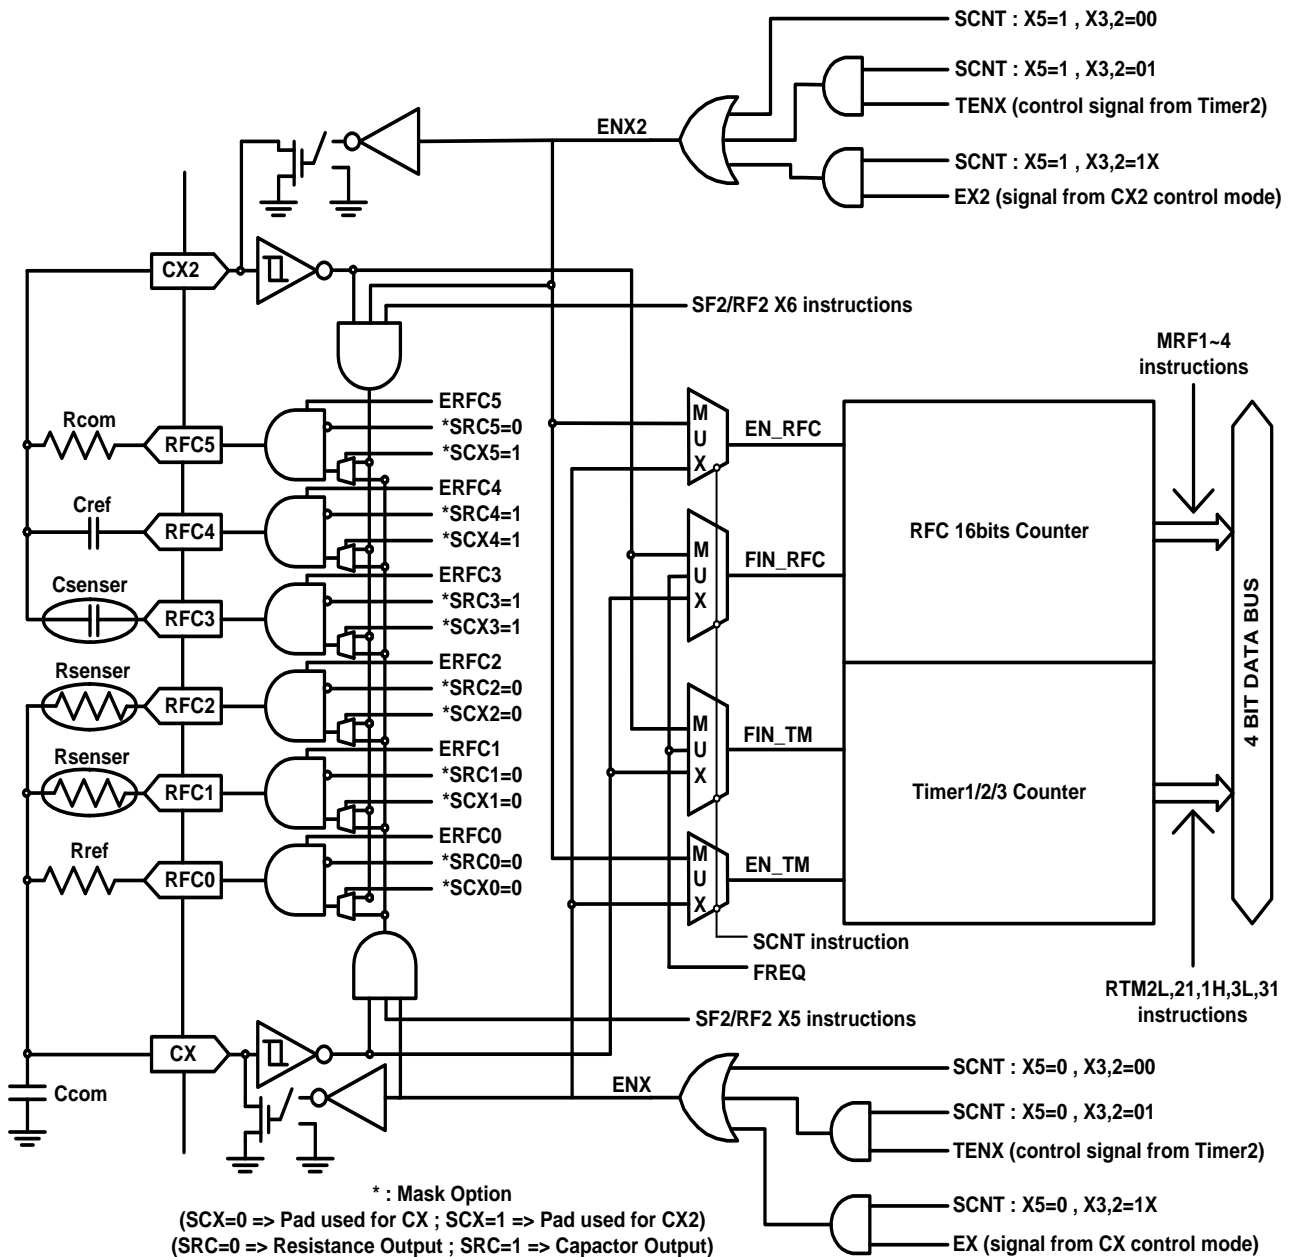 SCNT : X5=1 , X3,2=00
SCNT : X5=1 , X3,2=01
TENX (control signal from Timer2)
ENX2
SCNT : X5=1 , X3,2=1X
EX2 (signal from CX2 control mode)
CX2
SF2/RF2 X6 instructions
MRF1~4
instructions
Rcom
RFC5
ERFC5
*SRC5=0
*SCX5=1
M
U
X
EN_RFC
Cref
RFC4
ERFC4
*SRC4=1
*SCX4=1
RFC 16bits Counter
Csenser
RFC3
ERFC3
*SRC3=1
*SCX3=1
M
U
X
FIN_RFC
4 BIT DATA BUS
Rsenser
RFC2
ERFC2
*SRC2=0
*SCX2=0
M
U
X
FIN_TM
Rsenser
RFC1
ERFC1
*SRC1=0
*SCX1=0
Timer1/2/3 Counter
Rref
RFC0
ERFC0
*SRC0=0
*SCX0=0
M
U
X
EN_TM
SCNT instruction
FREQ
RTM2L,21,1H,3L,31
instructions
SF2/RF2 X5 instructions
CX
Ccom
ENX
SCNT : X5=0 , X3,2=00
SCNT : X5=0 , X3,2=01
TENX (control signal from Timer2)
SCNT : X5=0 , X3,2=1X
EX (signal from CX control mode)
* : Mask Option
(SCX=0 => Pad used for CX ; SCX=1 => Pad used for CX2)
(SRC=0 => Resistance Output ; SRC=1 => Capactor Output)